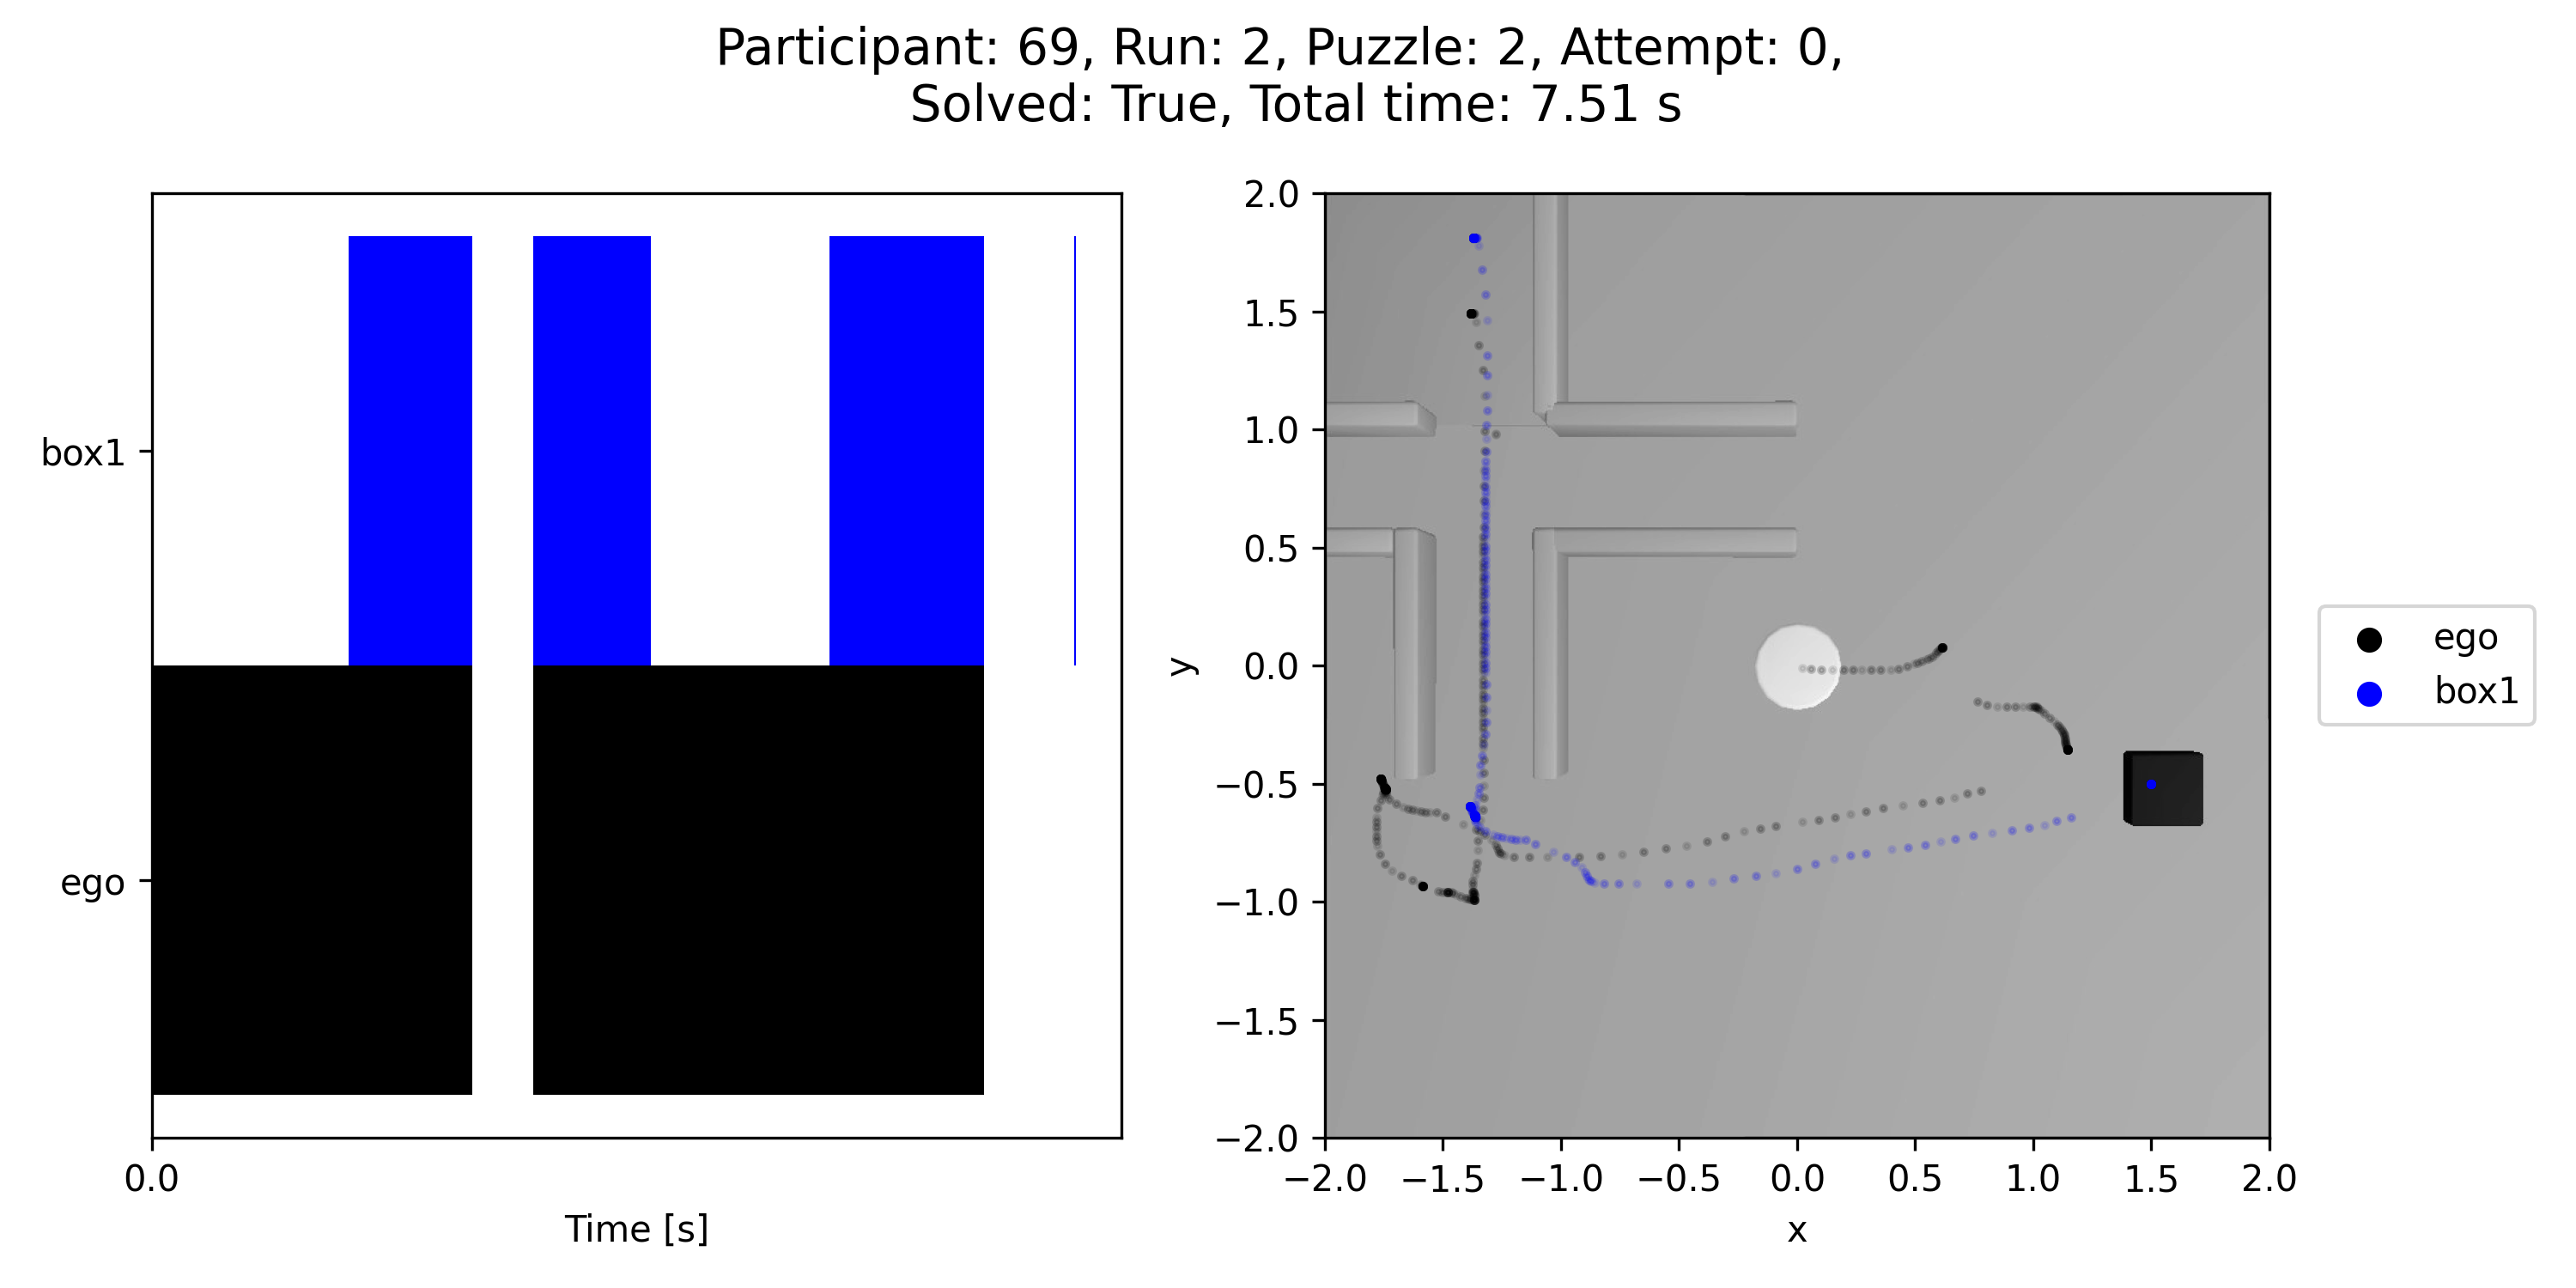 Participant: 69, Run: 2, Puzzle: 2, Attempt: 0,
Solved: True, Total time: 7.51 s
box1
ego
0.0
Time [s]
2.0
1.5
1.0
0.5
0.0
−0.5
−1.0
−1.5
−2.0
y
−2.0 −1.5 −1.0 −0.5 0.0 0.5 1.0 1.5 2.0
x
ego
box1